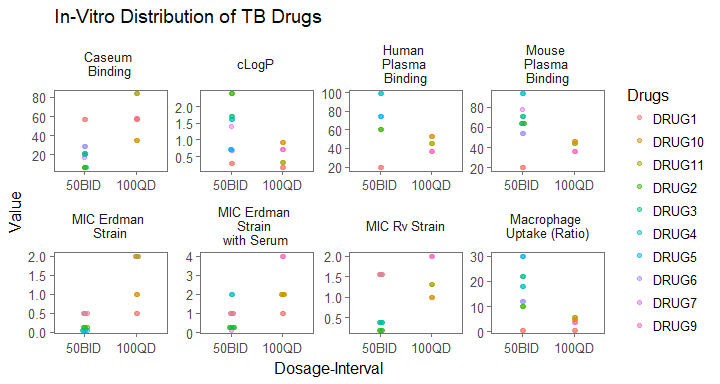 In-Vitro Distribution of TB Drugs
Caseum
Binding
cLogP
Human
Plasma
Binding
Mouse
Plasma
Binding
80
60
40
20
2.0
1.5
1.0
0.5
100
80
60
40
20
80
60
40
20
50BID 100QD
50BID 100QD
50BID 100QD
50BID 100QD
Value
MIC Erdman
Strain
MIC Erdman
Strain
with Serum
MIC Rv Strain
Macrophage
Uptake (Ratio)
2.0
1.5
1.0
0.5
0.0
4
3
2
1
0
2.0
1.5
1.0
0.5
30
20
10
0
50BID 100QD
50BID 100QD
50BID 100QD
50BID 100QD
Dosage-Interval
Drugs
DRUG1
DRUG10
DRUG11
DRUG2
DRUG3
DRUG4
DRUG5
DRUG6
DRUG7
DRUG9